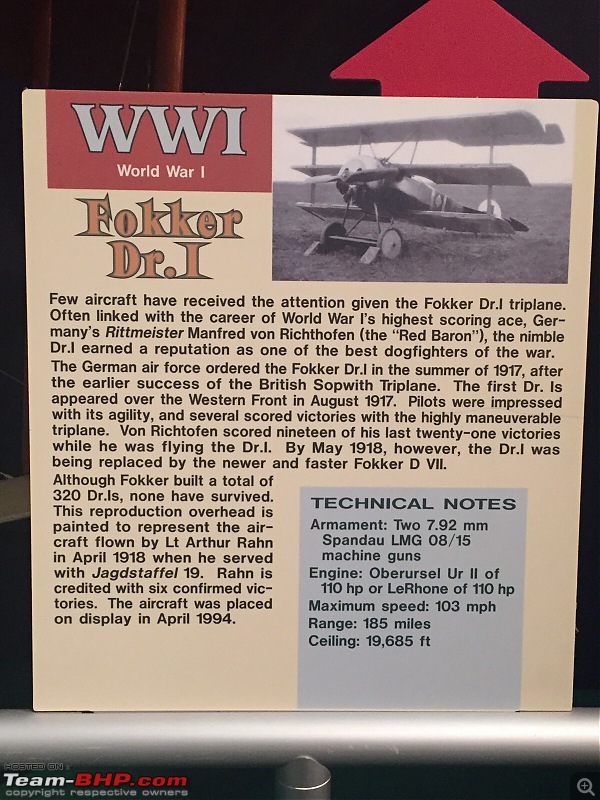 WWI
World War I
Fokker
Dr.I
Few aircraft have received the attention given the Fokker Dr.I triplane.
Often linked with the career of World War I's highest scoring ace, Ger-
many's Rittmeister Manfred von Richthofen (the "Red Baron"), the nimble
Dr.I earned a reputation as one of the best dogfighters of the war.
The German air force ordered the Fokker Dr.I in the summer of 1917, after
the earlier success of the British Sopwith Triplane. The first Dr. Is
appeared over the Western Front in August 1917. Pilots were impressed
with its agility, and several scored victories with the highly maneuverable
triplane. Von Richtofen scored nineteen of his last twenty-one victories
while he was flying the Dr.I. By May 1918, however, the Dr.I was
being replaced by the newer and faster Fokker D VII.
Although Fokker built a total of
320 Dr.Is, none have survived.
This reproduction overhead is
painted to represent the air-
craft flown by Lt Arthur Rahn
in April 1918 when he served
with Jagdstaffel 19. Rahn is
credited with six confirmed vic-
tories. The aircraft was placed
on display in April 1994.
TECHNICAL NOTES
Armament: Two 7.92 mm
Spandau LMG 08/15
machine guns
Engine: Oberursel Ur II of
110 hp or LeRhone of 110 hp
Maximum speed: 103 mph
Range: 185 miles
Ceiling: 19,685 ft
HOSTED ON
Team-BHP.com
copyright respective owners